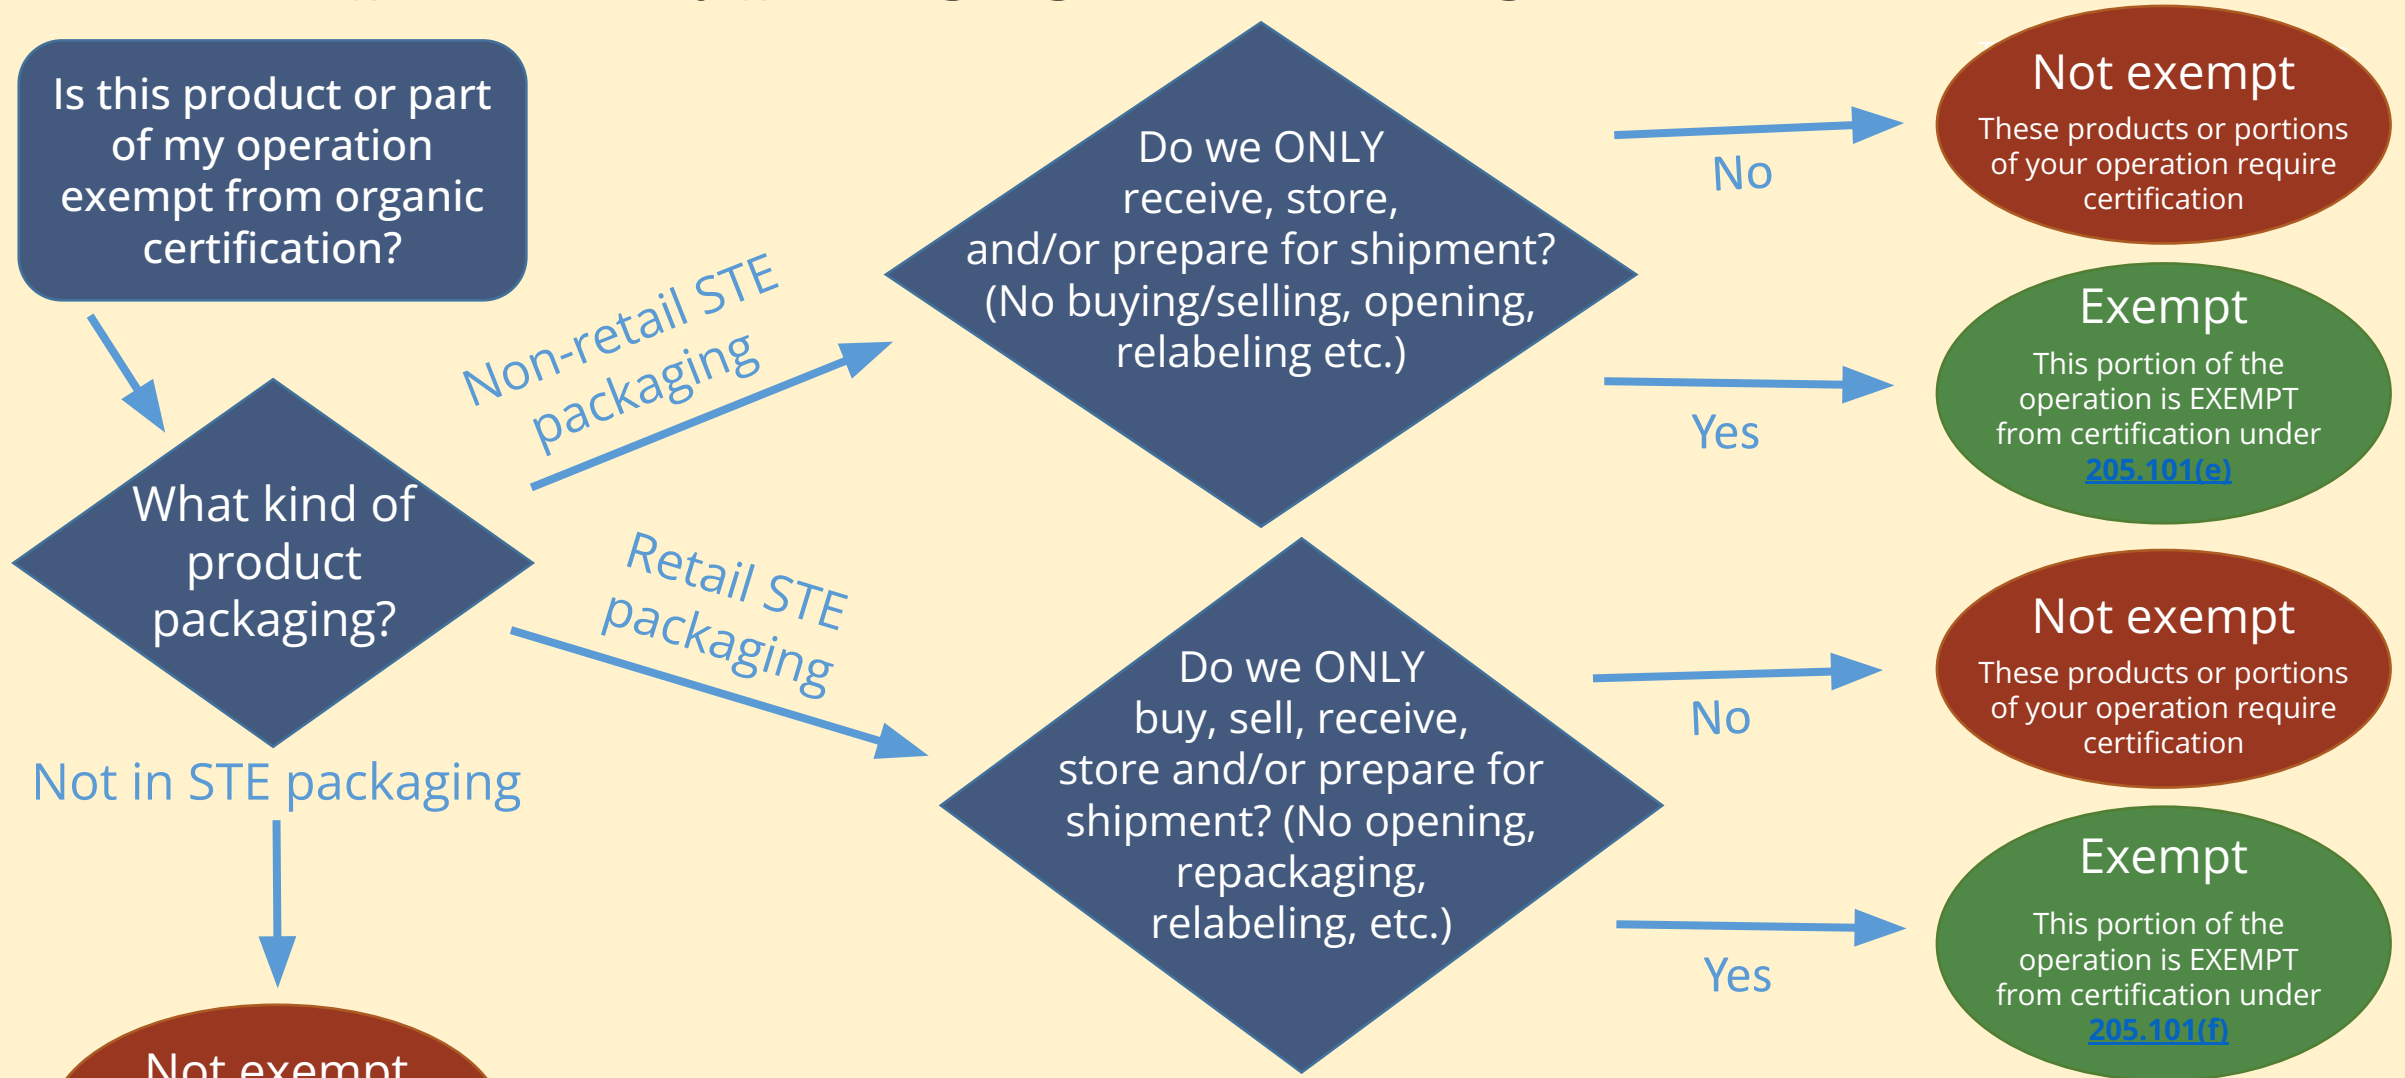 Is this product or part
of my operation
exempt from organic
certification?
What kind of
product
packaging?
Non-retail STE
packaging
Retail STE
packaging
Not in STE packaging
Not exempt
Do we ONLY
receive, store,
and/or prepare for shipment?
(No buying/selling, opening,
relabeling etc.)
No
Not exempt
These products or portions
of your operation require
certification
Yes
Exempt
This portion of the
operation is EXEMPT
from certification under
205.101(e)
Do we ONLY
buy, sell, receive,
store and/or prepare for
shipment? (No opening,
repackaging,
relabeling, etc.)
No
Not exempt
These products or portions
of your operation require
certification
Yes
Exempt
This portion of the
operation is EXEMPT
from certification under
205.101(f)